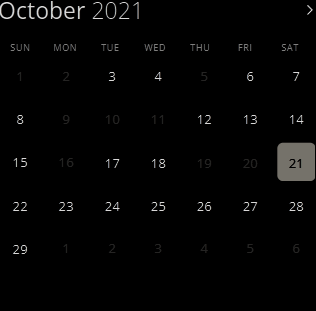 October 2021 >
SUN MON TUE WED THU FRI SAT
1 2 3 4 5 6 7
8 9 10 11 12 13 14
15 16 17 18 19 20 21
22 23 24 25 26 27 28
29 1 2 3 4 5 6